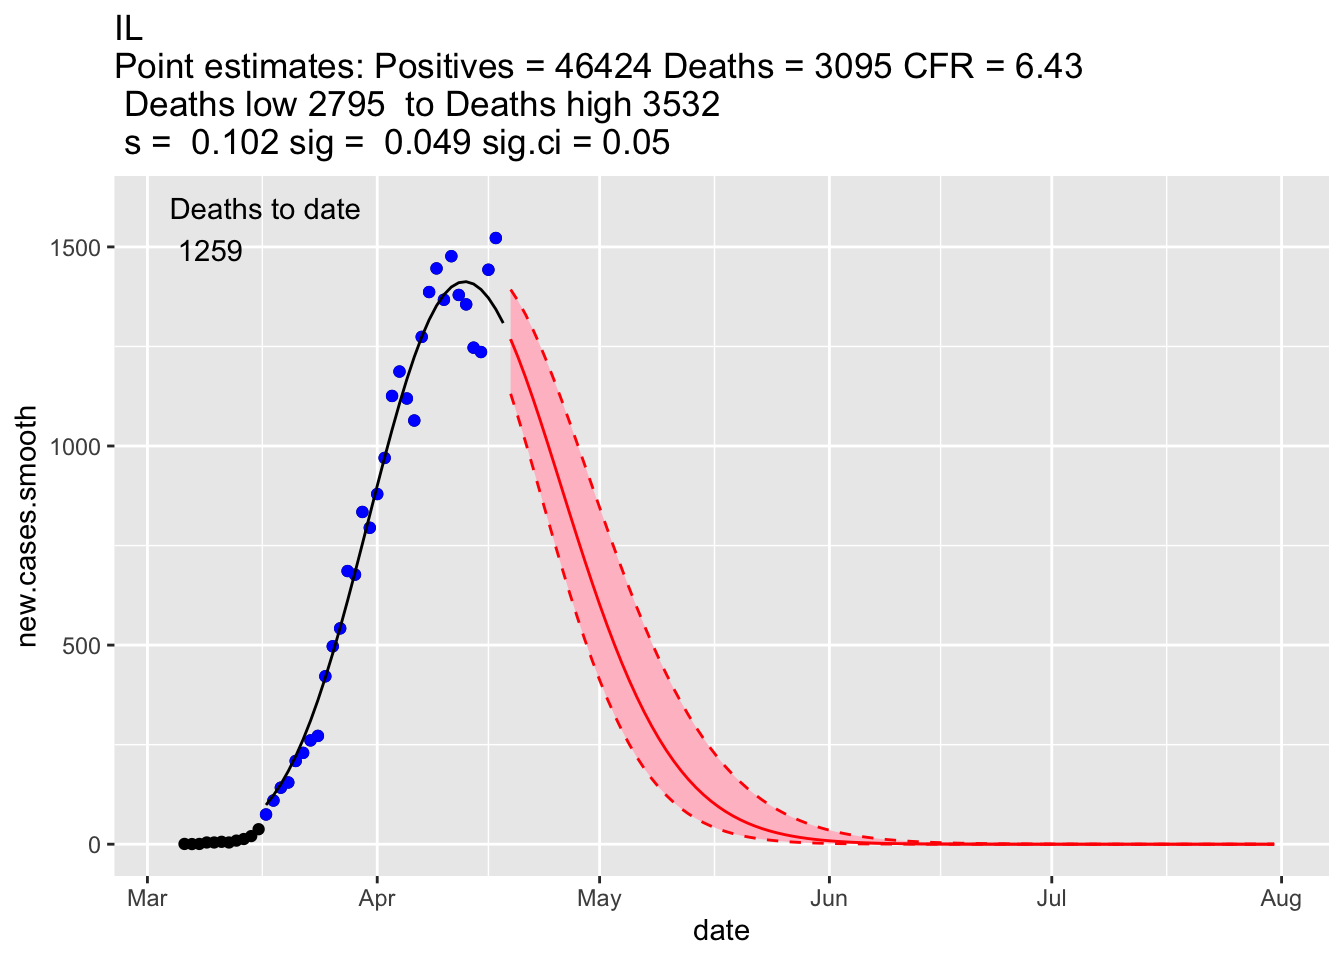 IL
Point estimates: Positives = 46424 Deaths = 3095 CFR = 6.43
Deaths low 2795  to Deaths high 3532
s =  0.102 sig =  0.049 sig.ci = 0.05
Deaths to date
1259
1500
1000
500
0
new.cases.smooth
Mar Apr May Jun Jul Aug
date